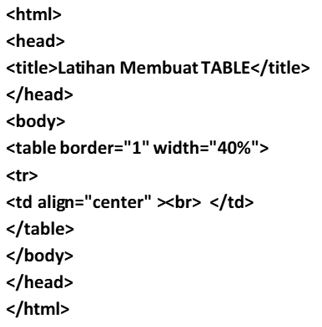 <html>
<head>
<title>Latihan Membuat TABLE</title>
</head>
<body>
<table border="1" width="40%">
<tr>
<td align="center" ><br>  </td>
</table>
</body>
</head>
</html>